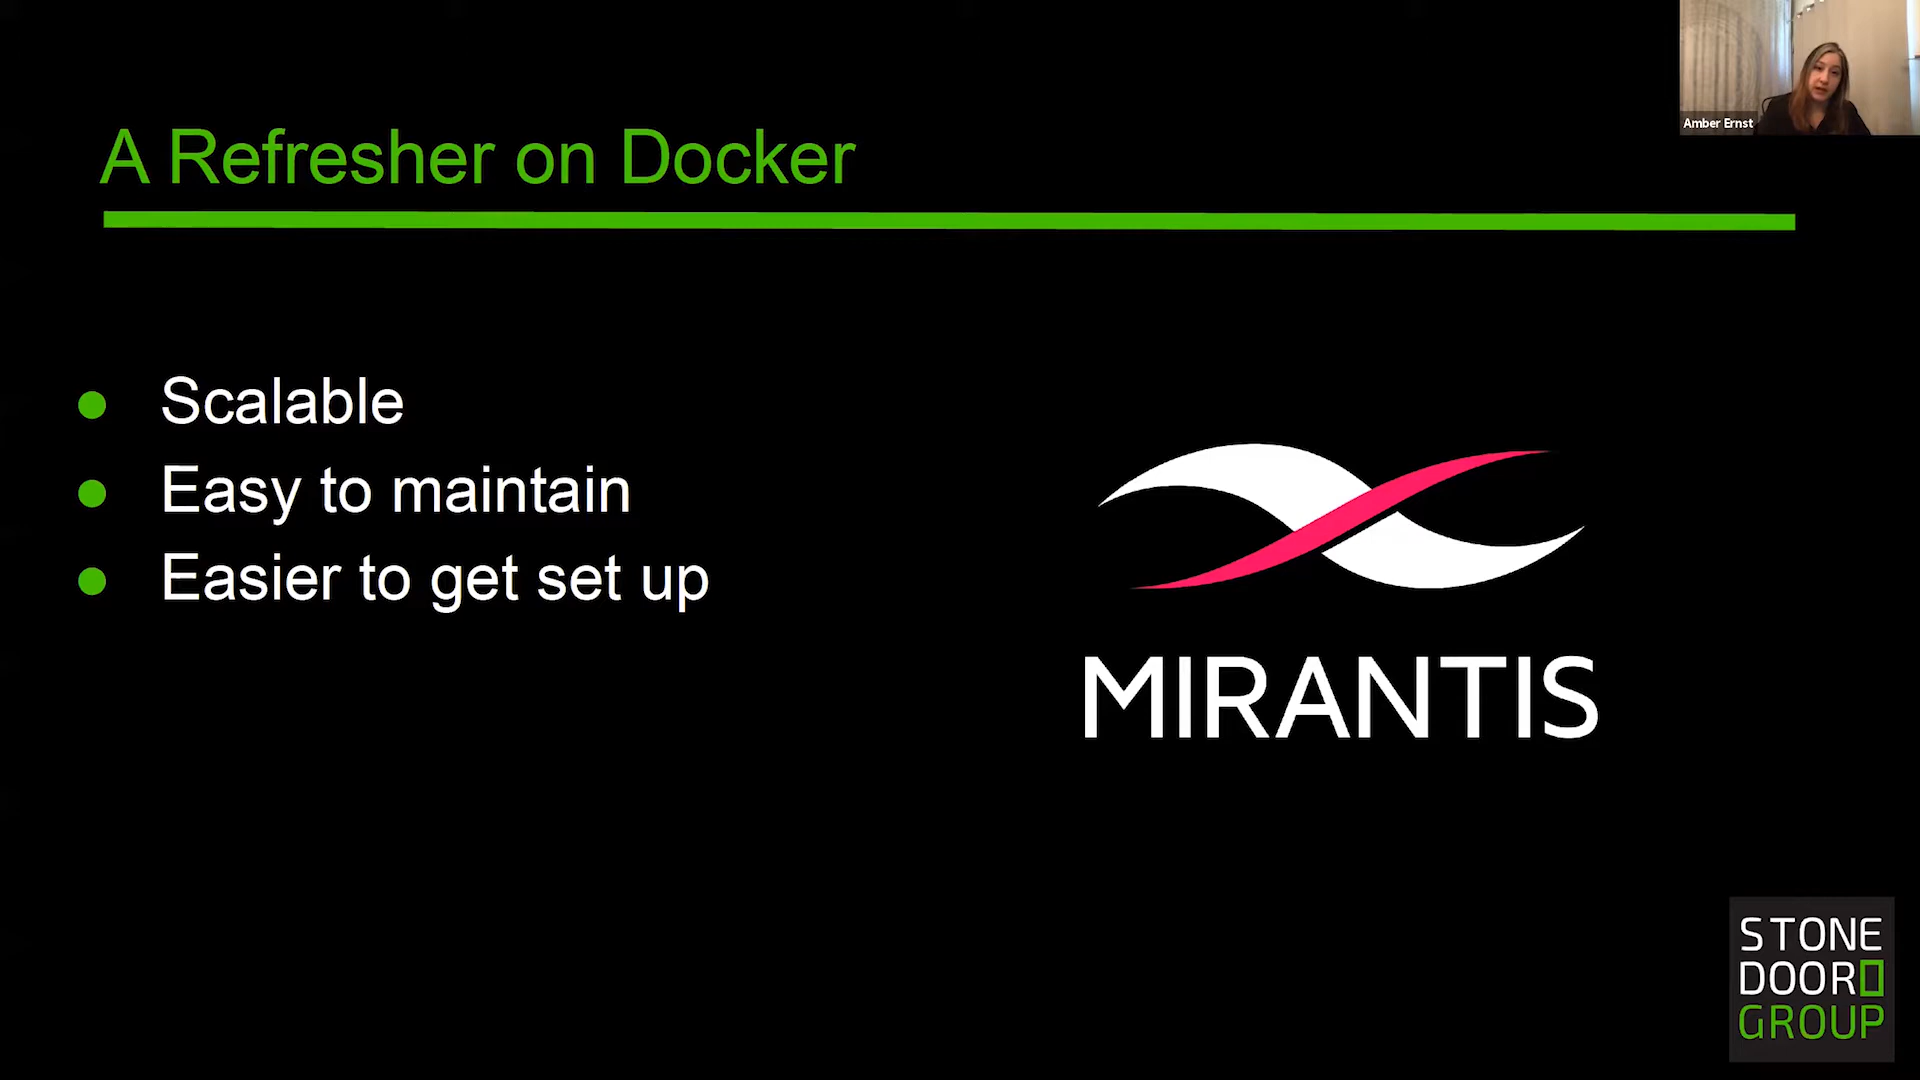 Amber Ernst
A Refresher on Docker
Scalable
Easy to maintain
Easier to get set up
MIRANTIS
STONE
DOOR
GROUP